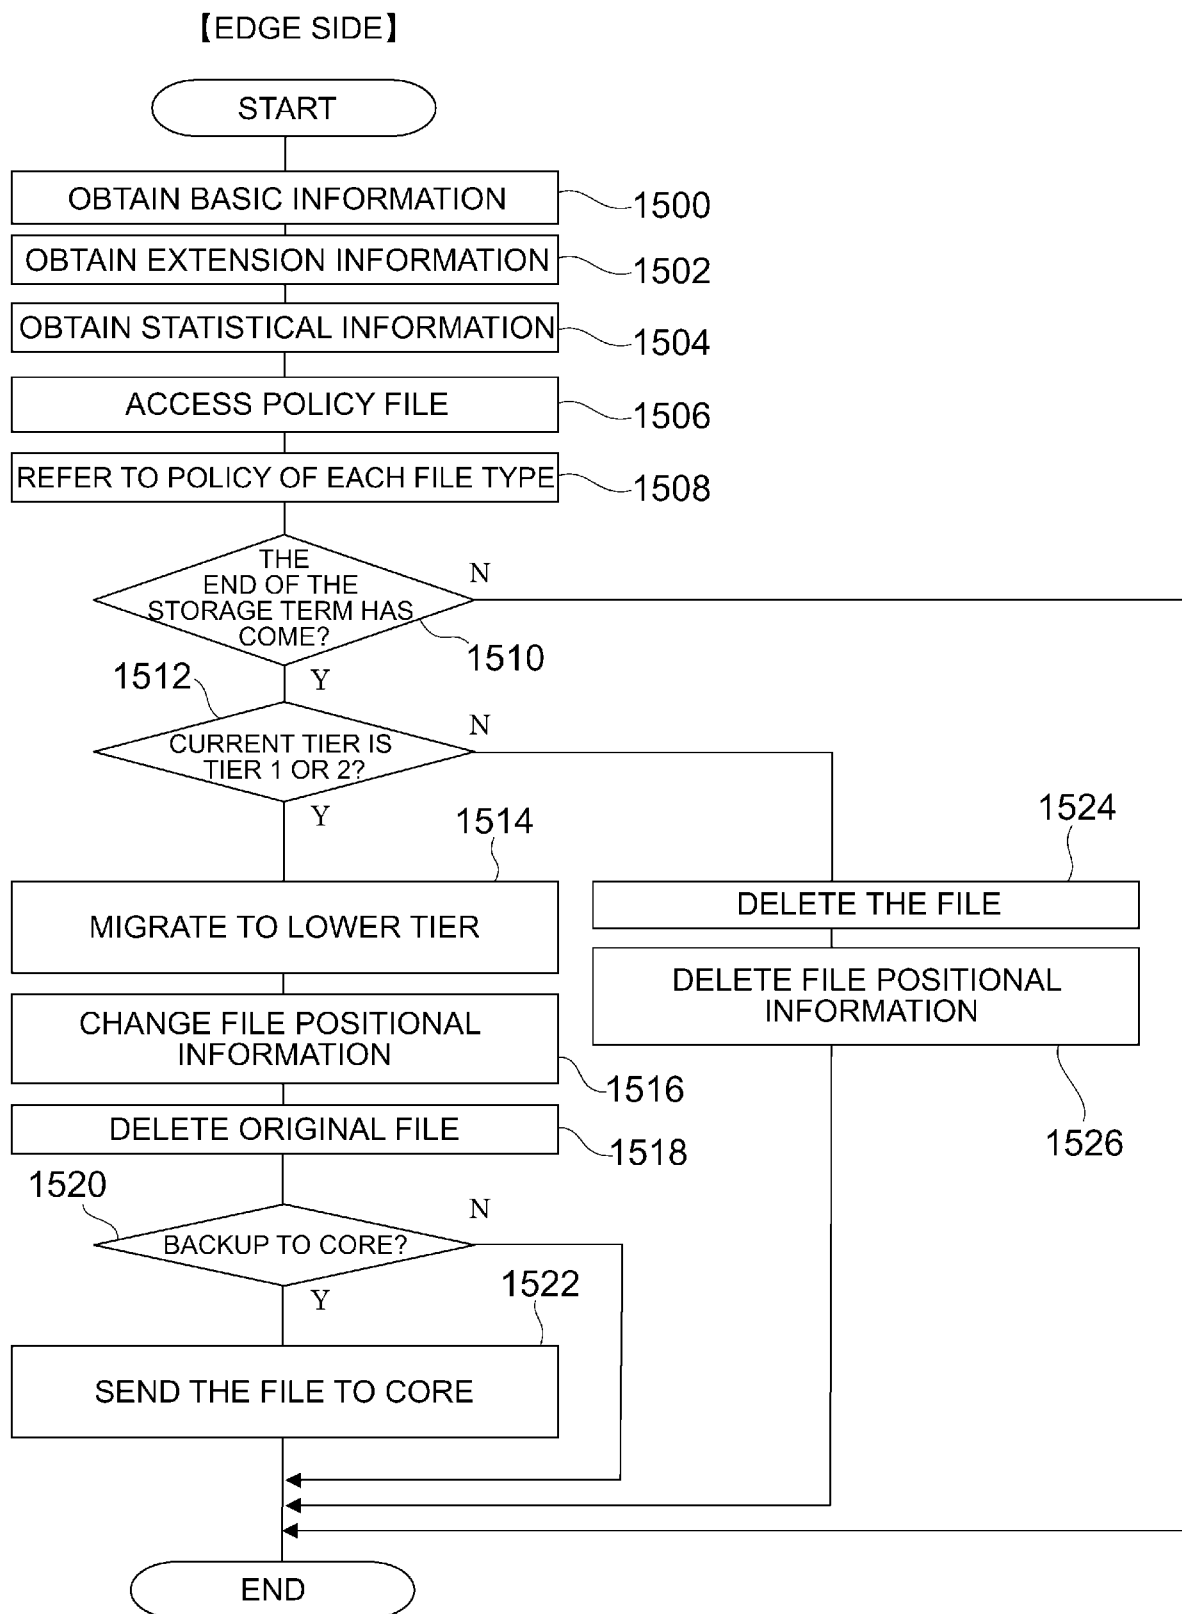 【EDGE SIDE】
START
OBTAIN BASIC INFORMATION
1500
OBTAIN EXTENSION INFORMATION
1502
OBTAIN STATISTICAL INFORMATION
1504
ACCESS POLICY FILE
1506
REFER TO POLICY OF EACH FILE TYPE
1508
THE
END OF THE
STORAGE TERM HAS
COME?
N
1510
Y
1512
CURRENT TIER IS
TIER 1 OR 2?
N
Y
1514
MIGRATE TO LOWER TIER
1524
DELETE THE FILE
DELETE FILE POSITIONAL
INFORMATION
1526
CHANGE FILE POSITIONAL
INFORMATION
1516
DELETE ORIGINAL FILE
1518
1520
BACKUP TO CORE?
N
Y
1522
SEND THE FILE TO CORE
END